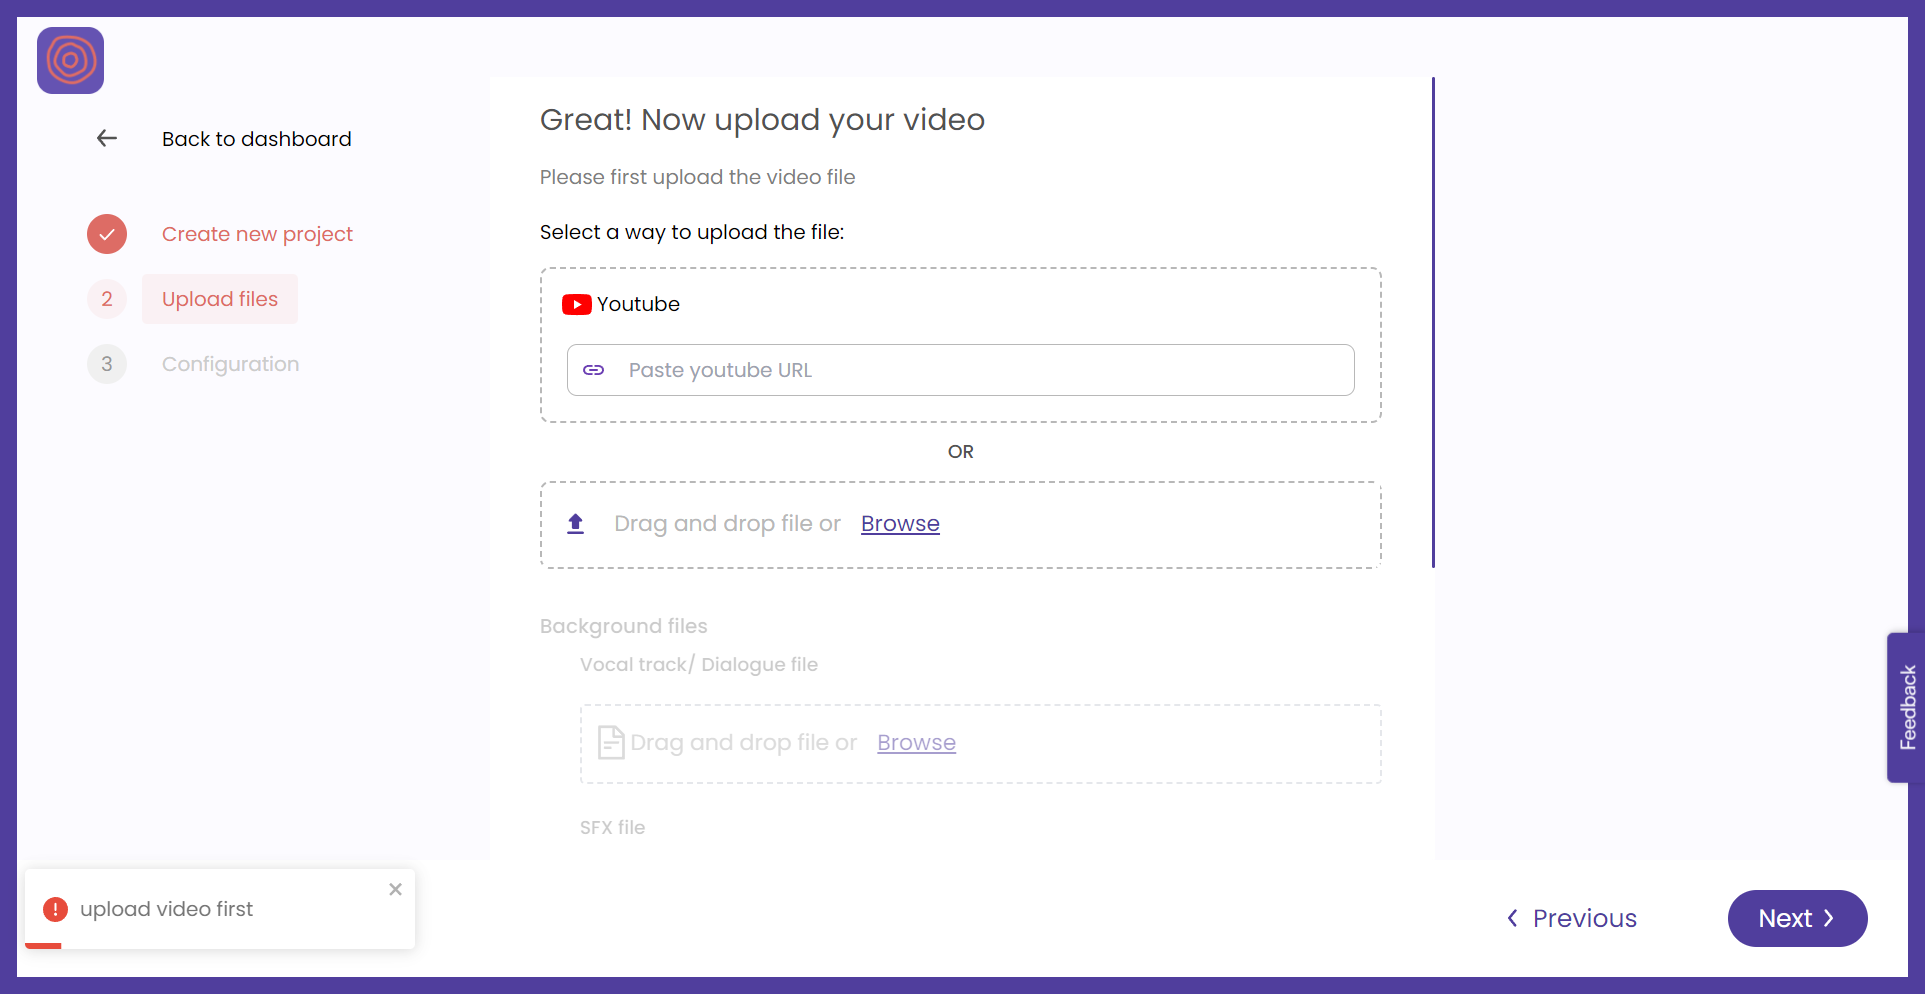 Back to dashboard
Create new project
2 Upload files
3 Configuration
Great! Now upload your video
Please first upload the video file
Select a way to upload the file:
Youtube
Paste youtube URL
OR
Drag and drop file or Browse
Background files
Vocal track/ Dialogue file
Drag and drop file or Browse
SFX file
Feedback
upload video first
Previous
Next